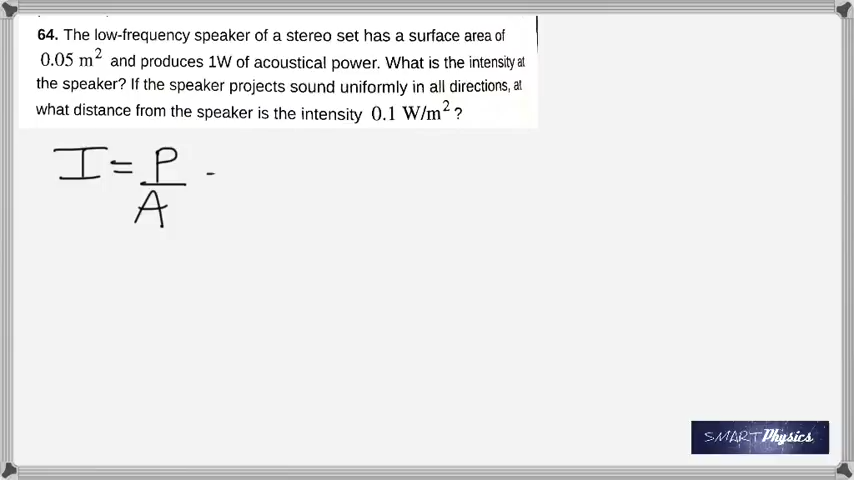 64. The low-frequency speaker of a stereo set has a surface area of
0.05 m² and produces 1W of acoustical power. What is the intensity at
the speaker? If the speaker projects sound uniformly in all directions, at
what distance from the speaker is the intensity 0.1 W/m² ?
I = P/A -
SMART Physics